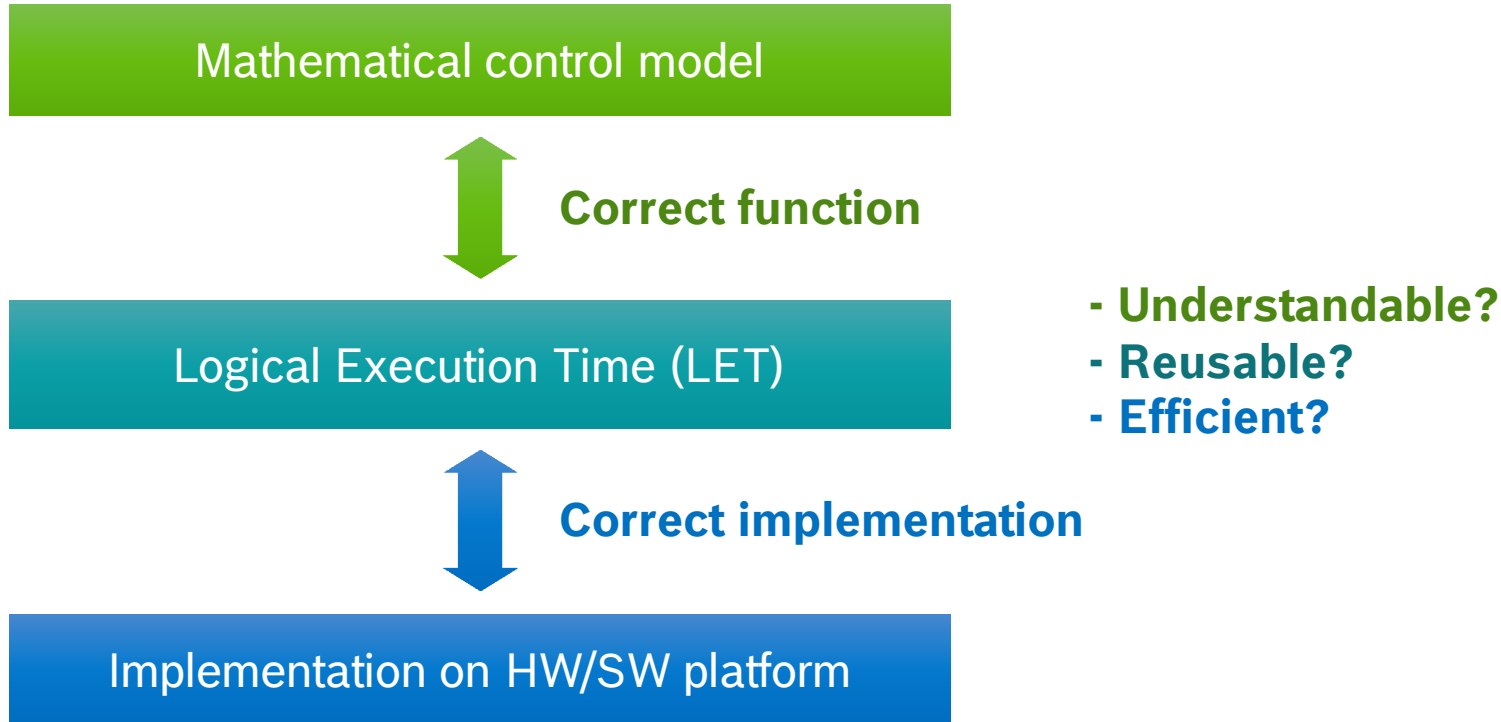 Mathematical control model
Correct function
Logical Execution Time (LET)
- Understandable?
- Reusable?
- Efficient?
Correct implementation
Implementation on HW/SW platform